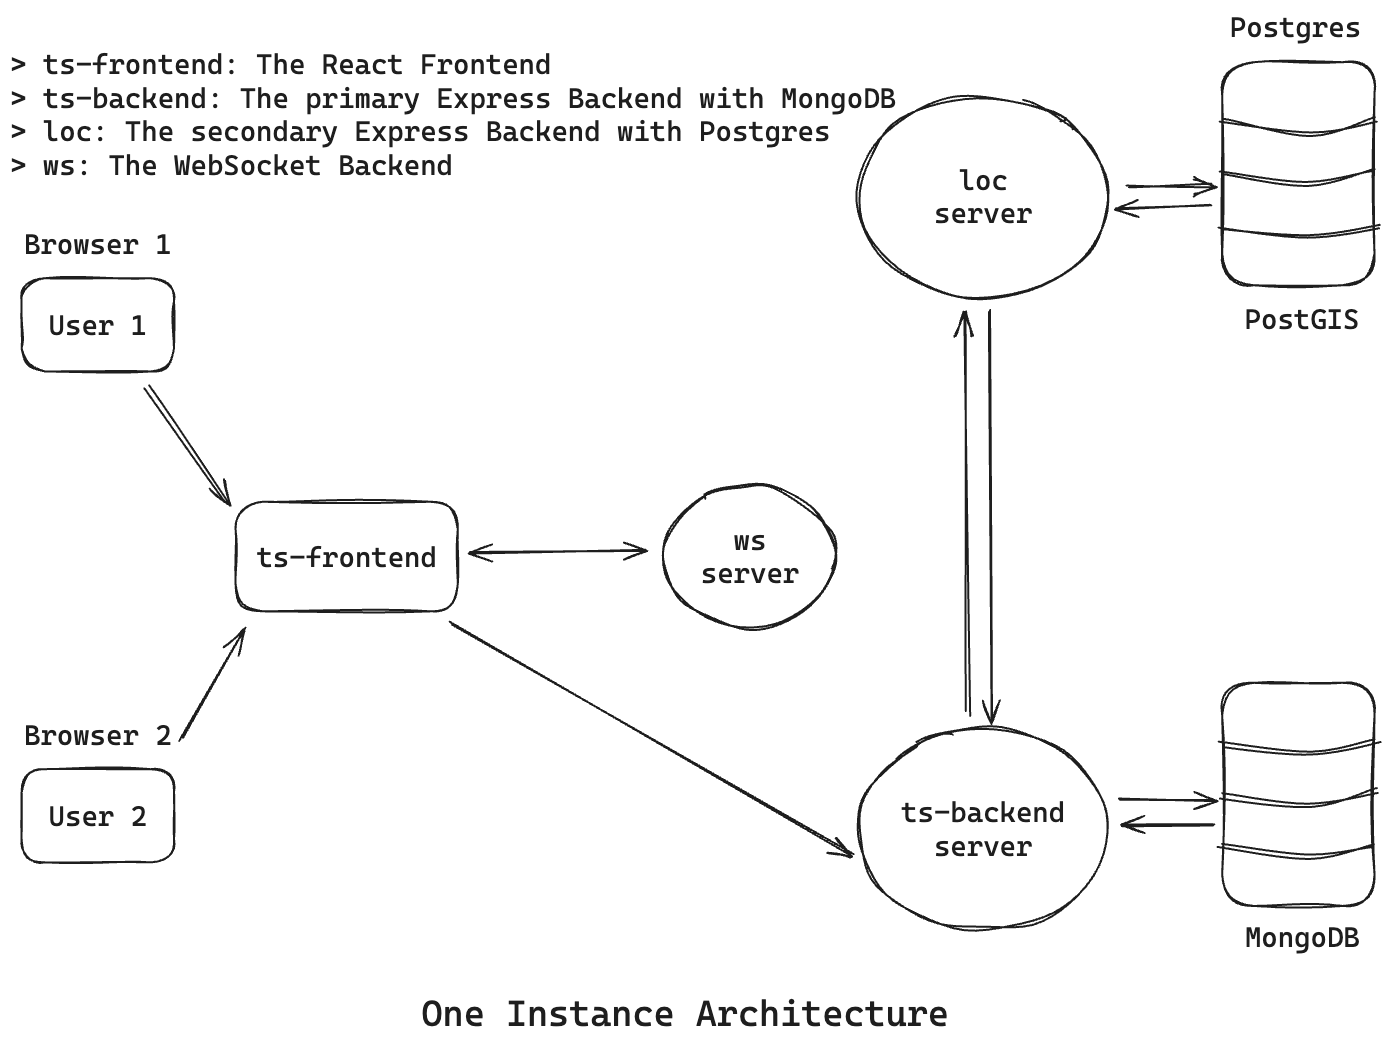 Postgres
> ts-frontend: The React Frontend
> ts-backend: The primary Express Backend with MongoDB
> loc: The secondary Express Backend with Postgres
> ws: The WebSocket Backend
loc
server
Browser 1
User 1
PostGIS
ts-frontend
ws
server
Browser 2
User 2
ts-backend
server
MongoDB
One Instance Architecture